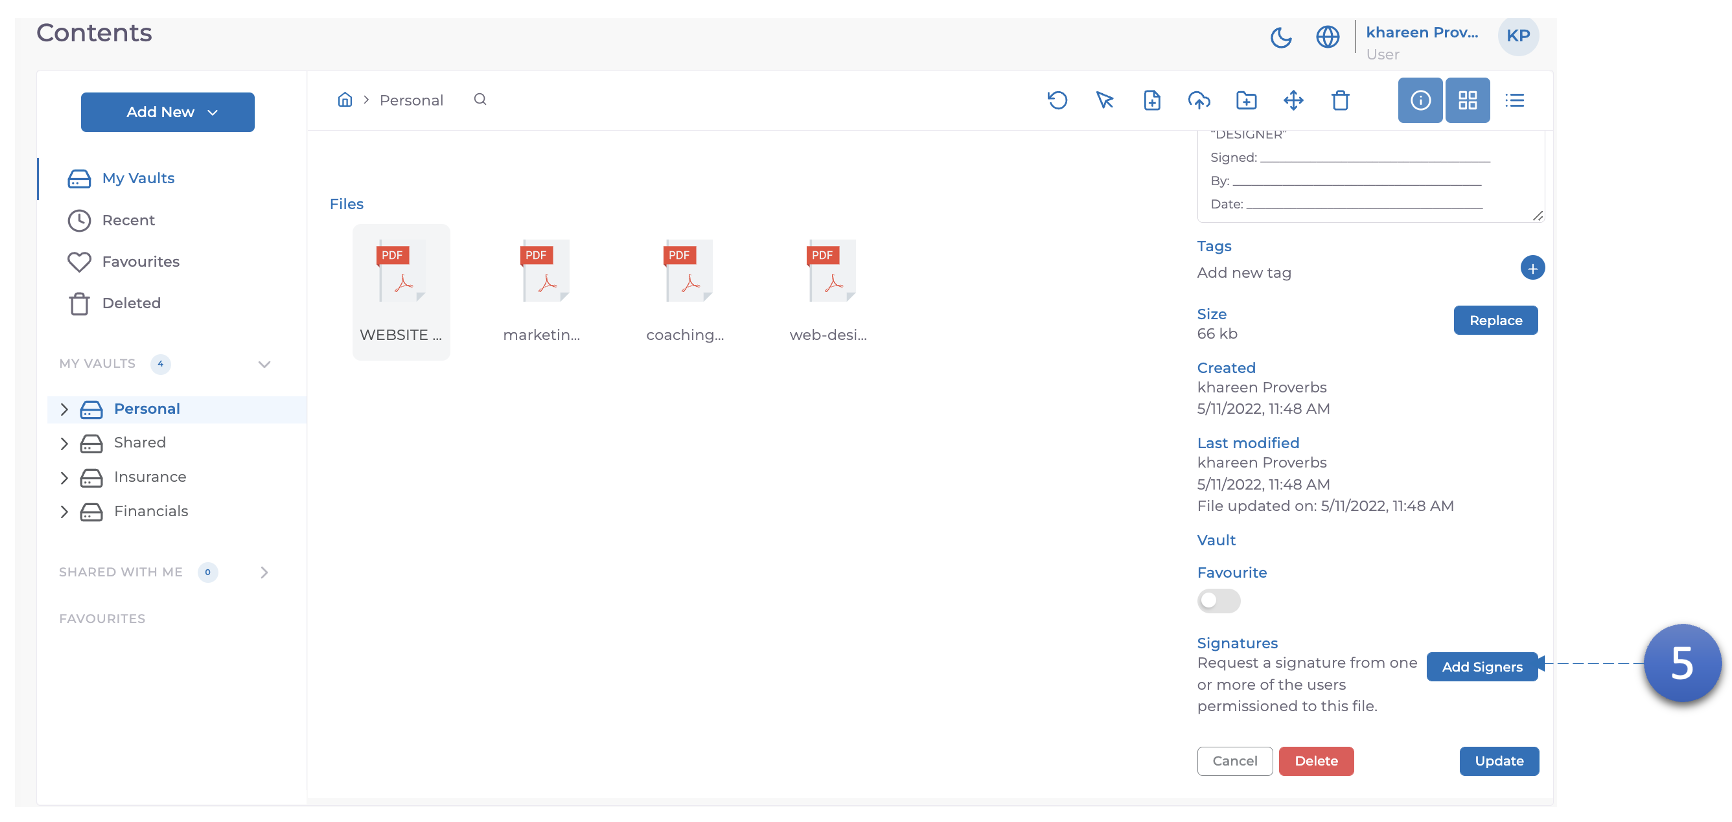 Contents
khareen Prov...
User
KP
Add New
Personal
"DESIGNER"
Signed:
By:
Date:
My Vaults
Recent
Favourites
Deleted
MY VAULTS 4
Personal
Shared
Insurance
Financials
SHARED WITH ME 0
FAVOURITES
Files
PDF
PDF
PDF
PDF
WEBSITE ...
marketin...
coaching...
web-desi...
Tags
Add new tag
Size
66 kb
Replace
Created
khareen Proverbs
5/11/2022, 11:48 AM
Last modified
khareen Proverbs
5/11/2022, 11:48 AM
File updated on: 5/11/2022, 11:48 AM
Vault
Favourite
Signatures
Request a signature from one
or more of the users
permissioned to this file.
Add Signers
5
Cancel
Delete
Update